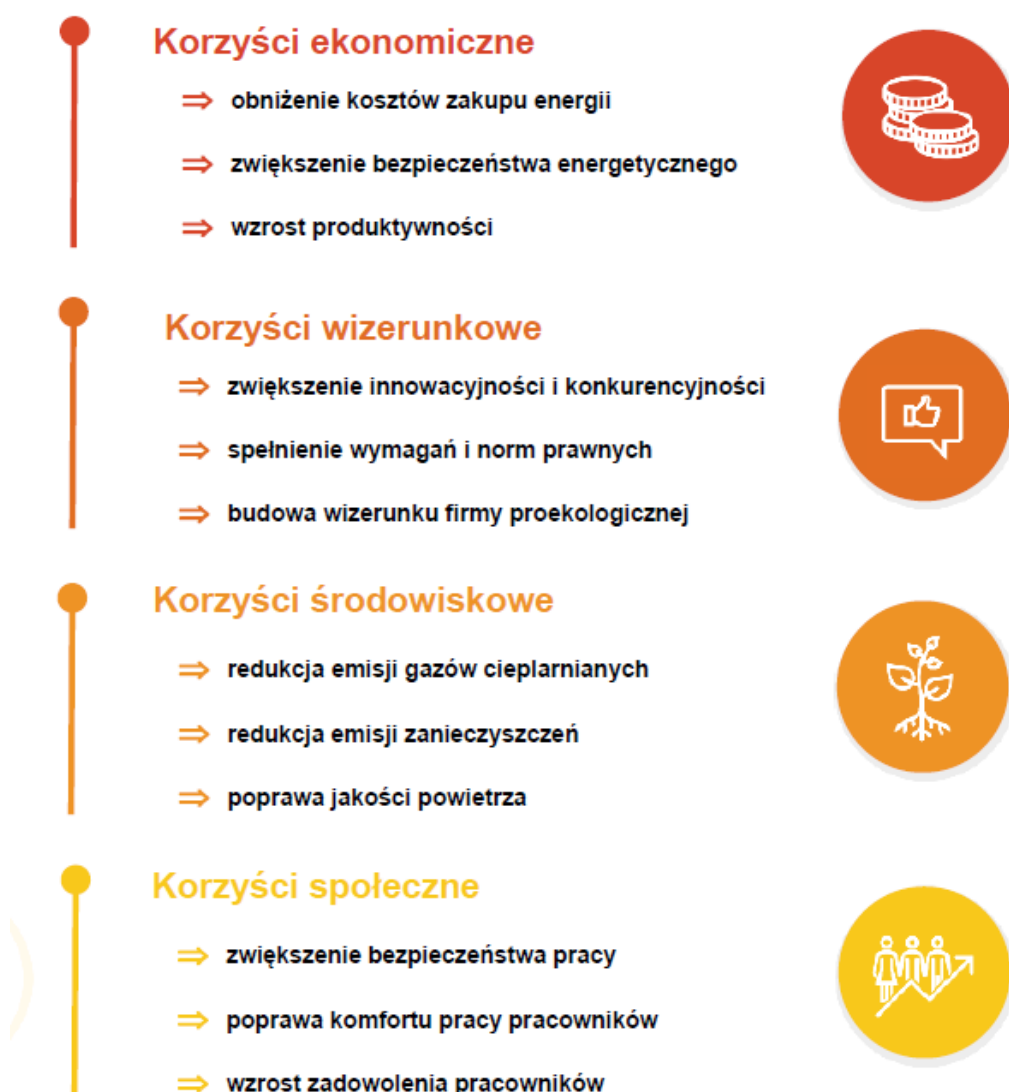 Korzyści ekonomiczne
⇒ obniżenie kosztów zakupu energii
⇒ zwiększenie bezpieczeństwa energetycznego
⇒ wzrost produktywności
Korzyści wizerunkowe
⇒ zwiększenie innowacyjności i konkurencyjności
⇒ spełnienie wymagań i norm prawnych
⇒ budowa wizerunku firmy proekologicznej
Korzyści środowiskowe
⇒ redukcja emisji gazów cieplarnianych
⇒ redukcja emisji zanieczyszczeń
⇒ poprawa jakości powietrza
Korzyści społeczne
⇒ zwiększenie bezpieczeństwa pracy
⇒ poprawa komfortu pracy pracowników
⇒ wzrost zadowolenia pracowników